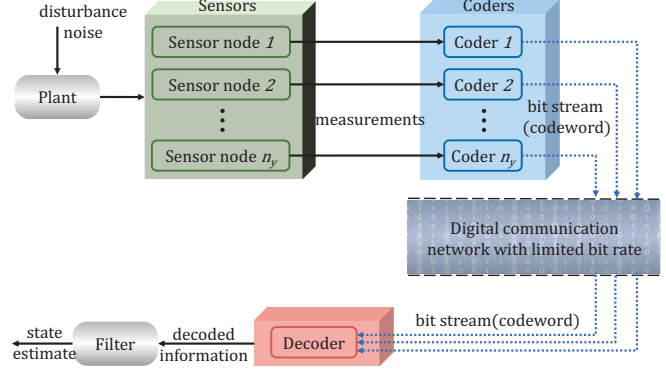 disturbance
noise
Plant
Sensors
Sensor node 1
Sensor node 2
Sensor node n_y
measurements
Coders
Coder 1
Coder 2
Coder n_y
bit stream
(codeword)
Digital communication
network with limited bit rate
bit stream(codeword)
Decoder
decoded
information
Filter
state
estimate